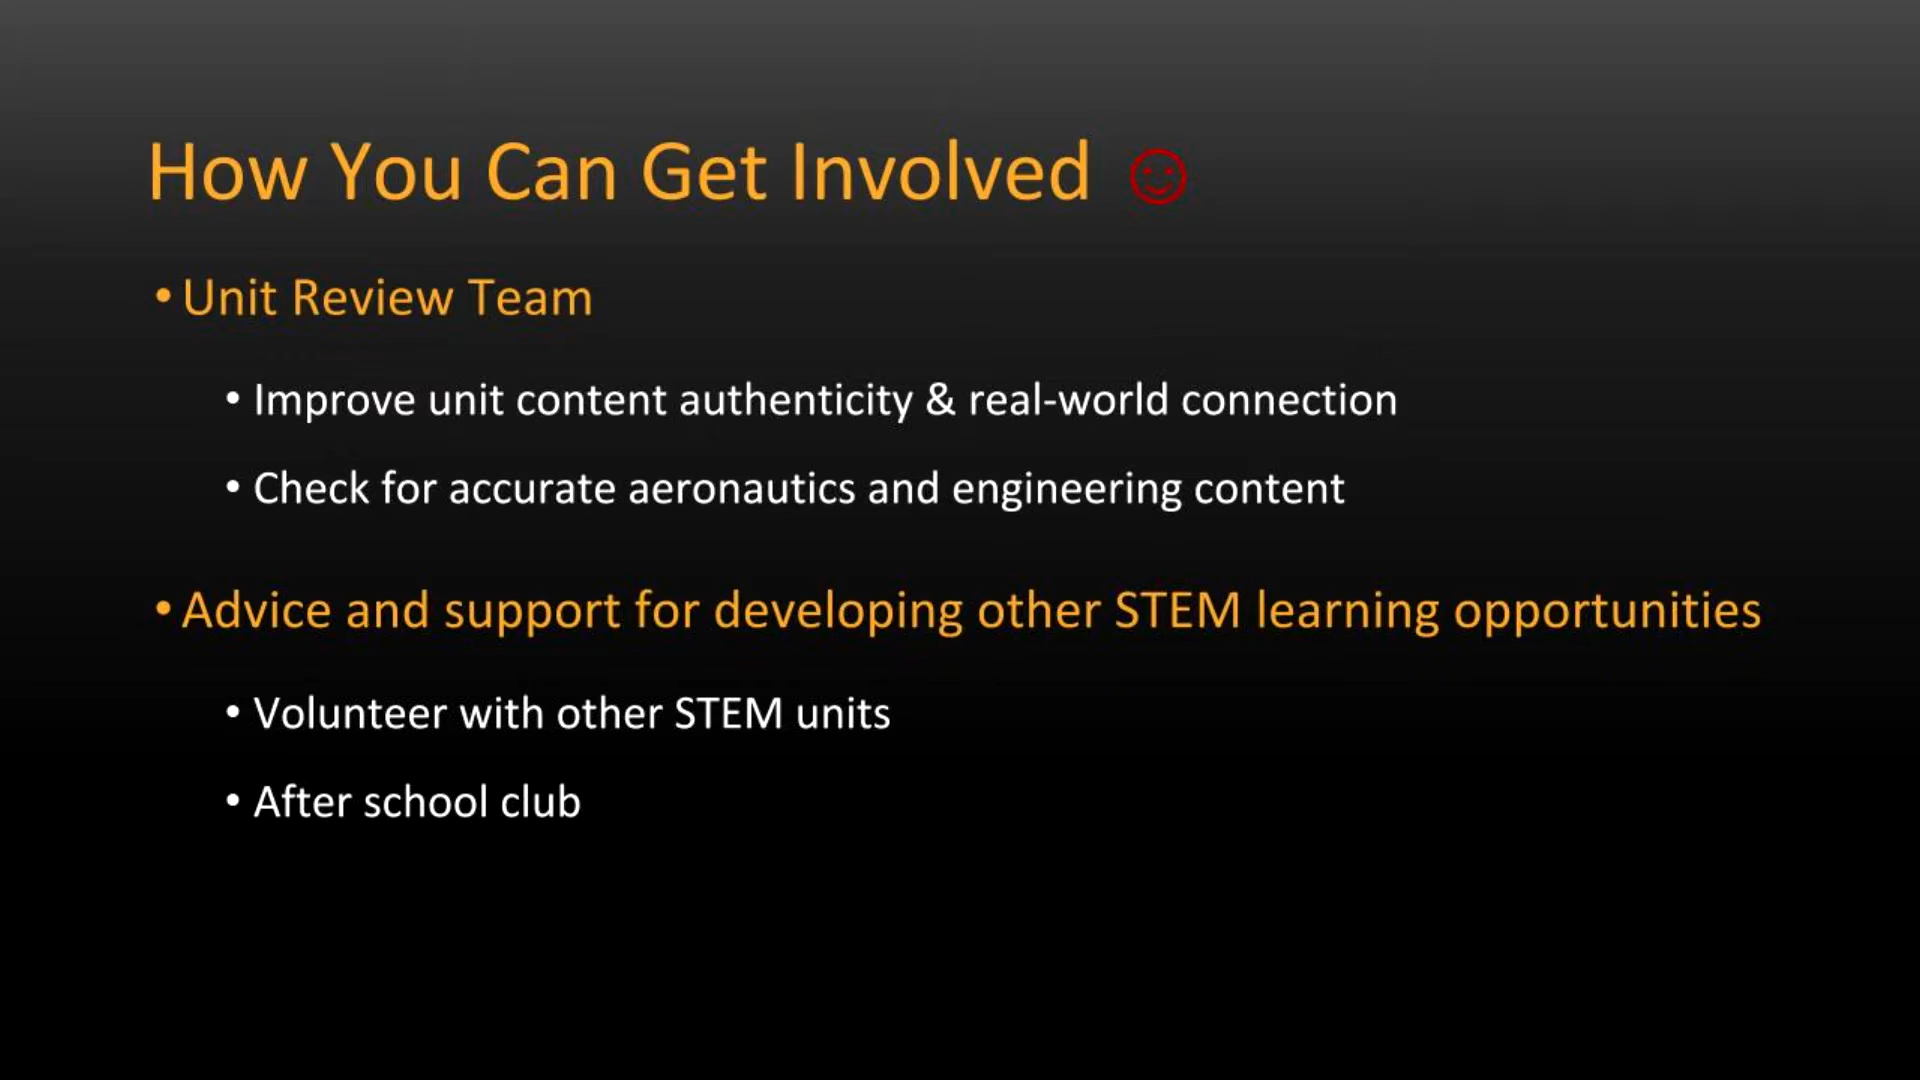 How You Can Get Involved ☺
• Unit Review Team
• Improve unit content authenticity & real-world connection
• Check for accurate aeronautics and engineering content
• Advice and support for developing other STEM learning opportunities
• Volunteer with other STEM units
• After school club